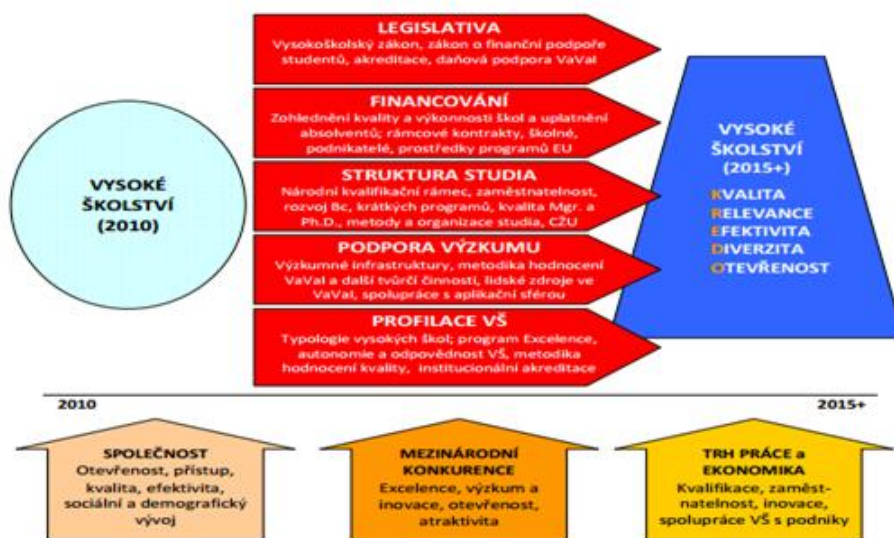 VYSOKÉ
ŠKOLSTVÍ
(2010)
LEGISLATIVA
Vysokoškolský zákon, zákon o finanční podpoře
studentů, akreditace, daňová podpora VaVaI
FINANCOVÁNÍ
Zohlednění kvality a výkonnosti škol a uplatnění
absolventů; rámcové kontrakty, školné,
podnikatelé, prostředky programů EU
STRUKTURA STUDIA
Národní kvalifikační rámec, zaměstnatelnost,
rozvoj Bc, krátkých programů, kvalita Mgr. a
Ph.D., metody a organizace studia, CŽU
PODPORA VÝZKUMU
Výzkumné infrastruktury, metodika hodnocení
VaVaI a další tvůrčí činnosti, lidské zdroje ve
VaVaI, spolupráce s aplikační sférou
PROFILACE VŠ
Typologie vysokých škol; program Excelence,
autonomie a odpovědnost VŠ, metodika
hodnocení kvality, institucionální akreditace
VYSOKÉ
ŠKOLSTVÍ
(2015+)
KVALITA
RELEVANCE
EFEKTIVITA
DIVERZITA
OTEVŘENOST
2010
2015+
SPOLEČNOST
Otevřenost, přístup,
kvalita, efektivita,
sociální a demografický
vývoj
MEZINÁRODNÍ
KONKURENCE
Excelence, výzkum a
inovace, otevřenost,
atraktivita
TRH PRÁCE a
EKONOMIKA
Kvalifikace, zaměst-
natelnost, inovace,
spolupráce VŠ s podniky